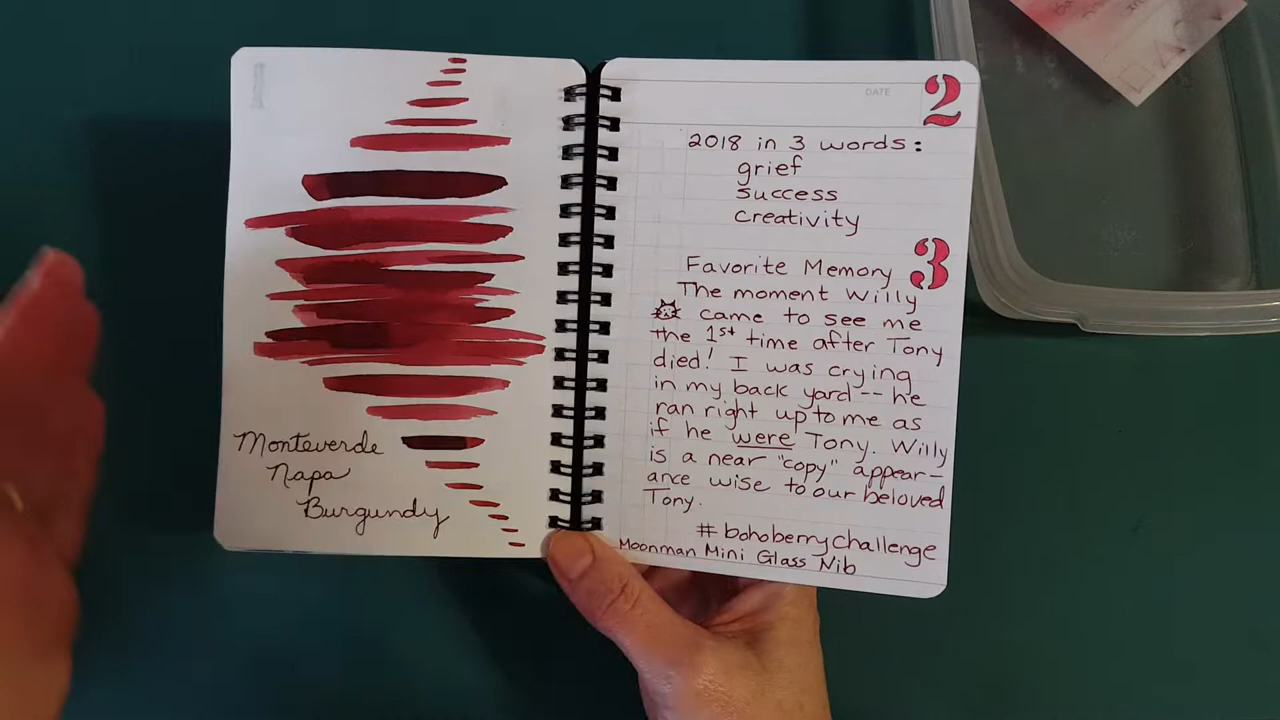 Monteverde
Napa
Burgundy
DATE
2
2018 in 3 words:
grief
success
creativity
3
Favorite Memory
The moment Willy
came to see me
the 1st time after Tony
died! I was crying
in my back yard -- he
ran right up to me as
if he were Tony. Willy
is a near "copy" appear-
ance wise to our beloved
Tony.
#bohoberrychallenge
Moonman Mini Glass Nib